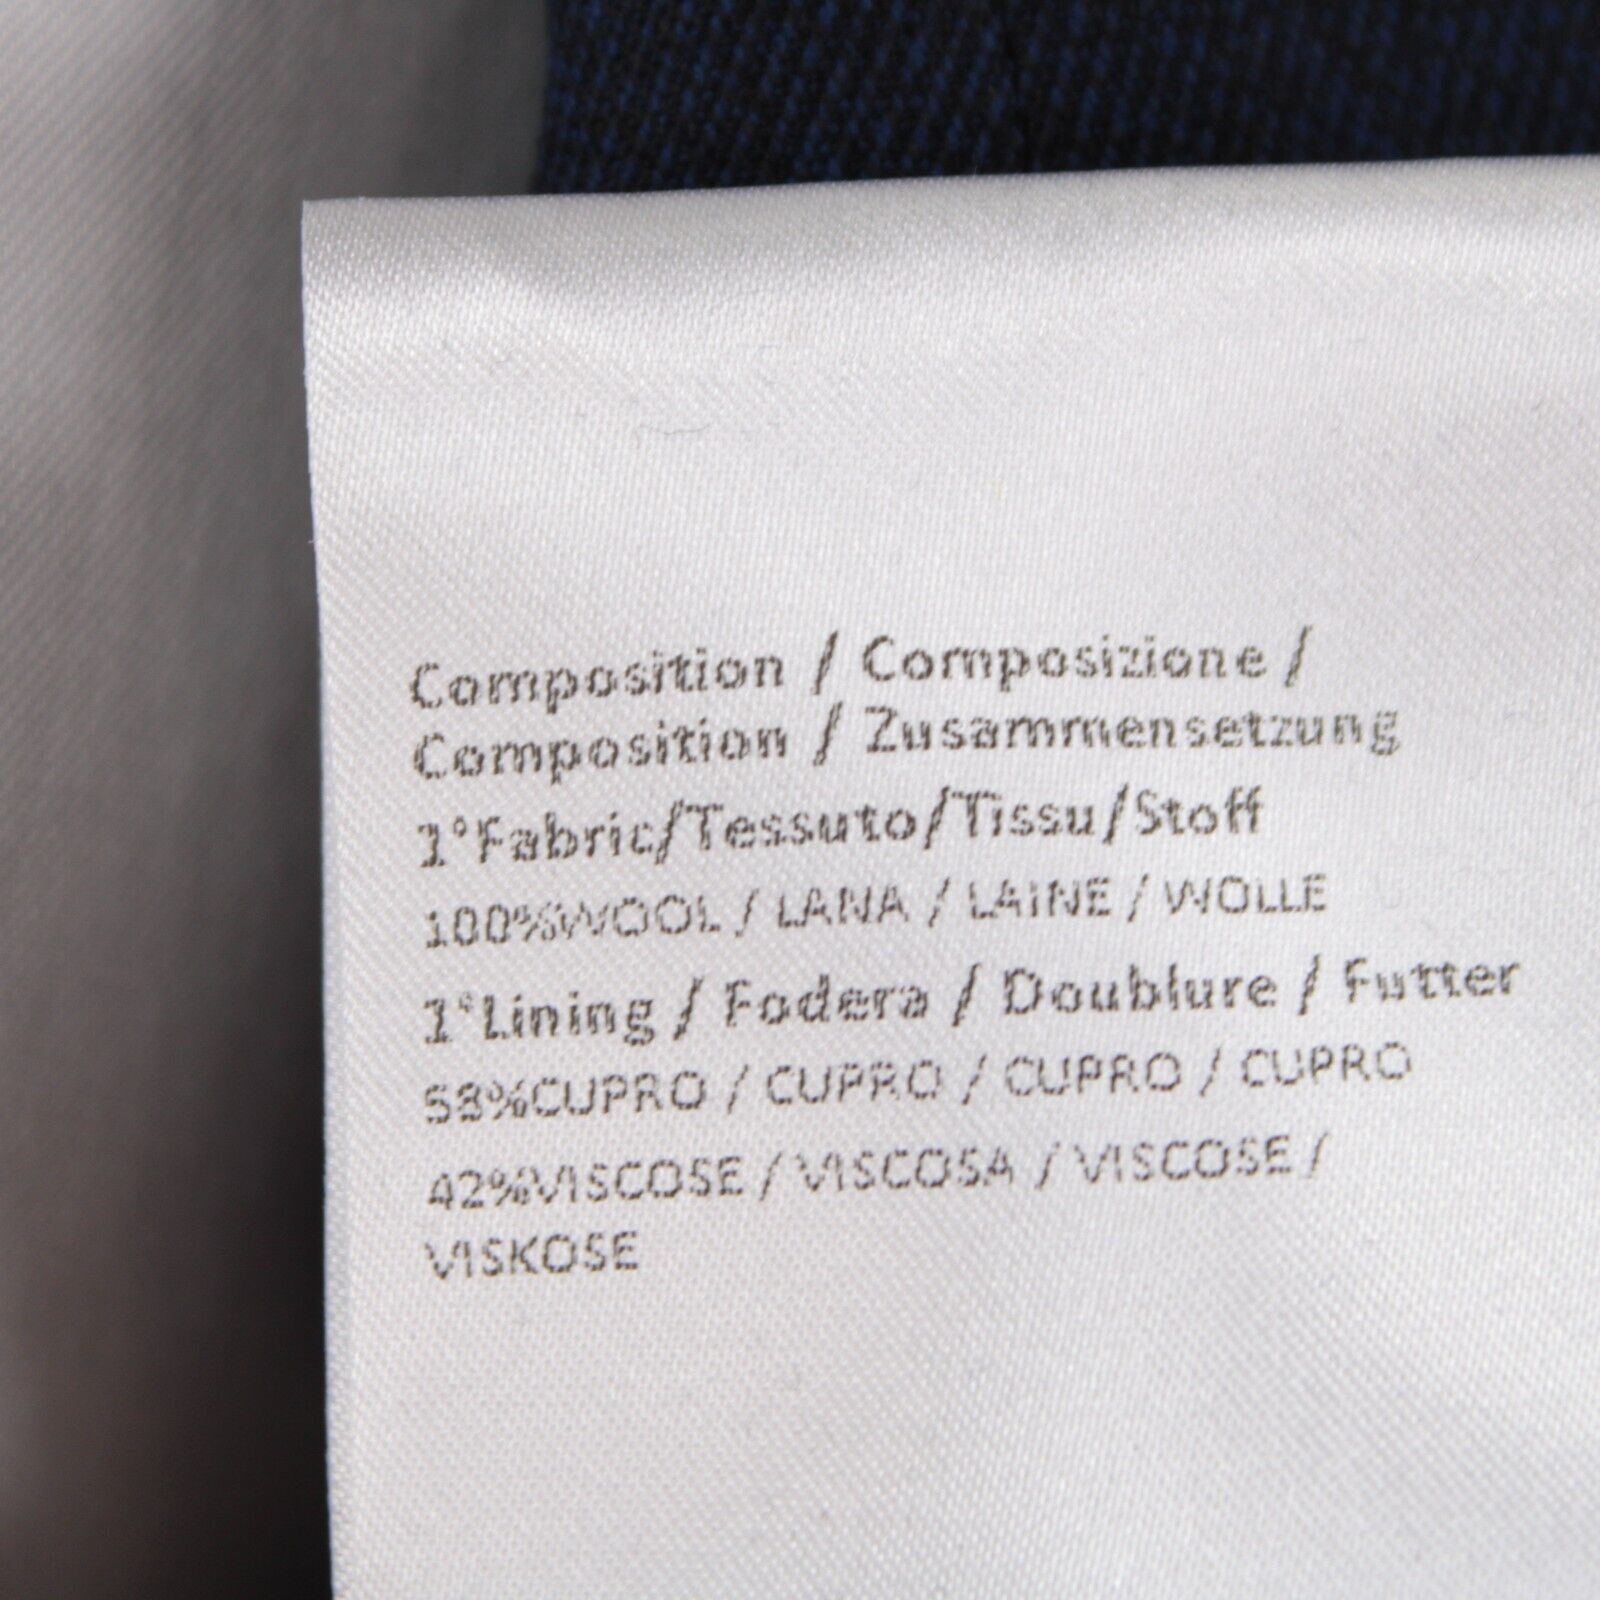 Composition / Composizione /
Composition / Zusammensetzung
1°Fabric/Tessuto/Tissu/Stoff
100%WOOL / LANA / LAINE / WOLLE
1°Lining / Fodera / Doublure / Futter
58%CUPRO / CUPRO / CUPRO / CUPRO
42%VISCOSE / VISCOSA / VISCOSE /
VISKOSE